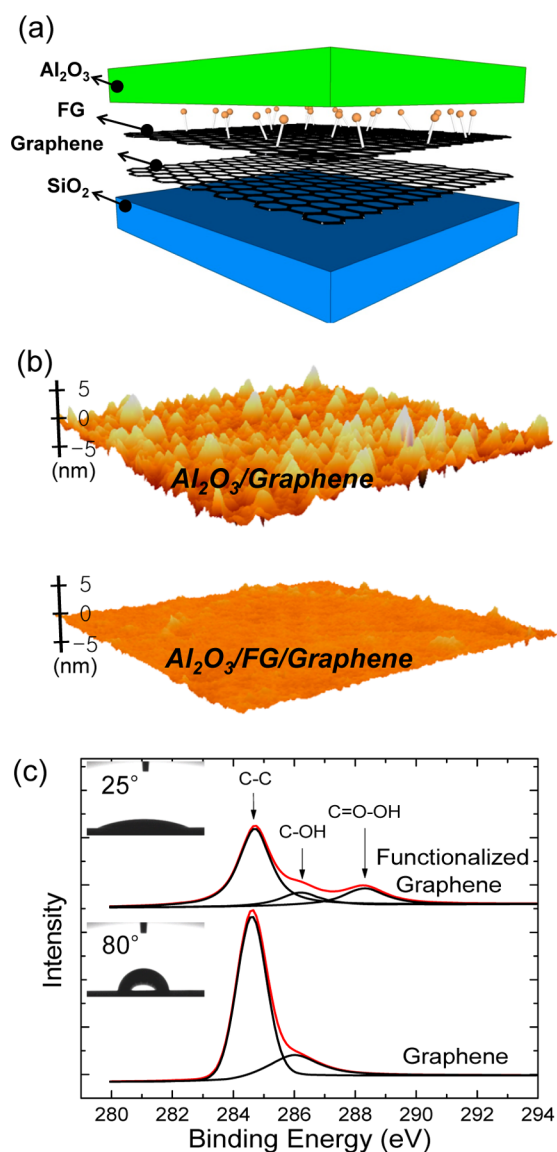 (a)
Al₂O₃
FG
Graphene
SiO₂
(b)
5
0
−5
(nm)
Al₂O₃/Graphene
5
0
−5
(nm)
Al₂O₃/FG/Graphene
(c)
25°
C-C
C-OH
C=O-OH
Functionalized
Graphene
80°
Graphene
Intensity
280 282 284 286 288 290 292 294
Binding Energy (eV)